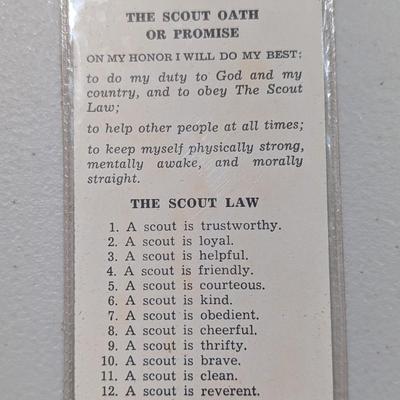 THE SCOUT OATH
OR PROMISE
ON MY HONOR I WILL DO MY BEST:
to do my duty to God and my
country, and to obey The Scout
Law;
to help other people at all times;
to keep myself physically strong,
mentally awake, and morally
straight.
THE SCOUT LAW
1. A scout is trustworthy.
2. A scout is loyal.
3. A scout is helpful.
4. A scout is friendly.
5. A scout is courteous.
6. A scout is kind.
7. A scout is obedient.
8. A scout is cheerful.
9. A scout is thrifty.
10. A scout is brave.
11. A scout is clean.
12. A scout is reverent.